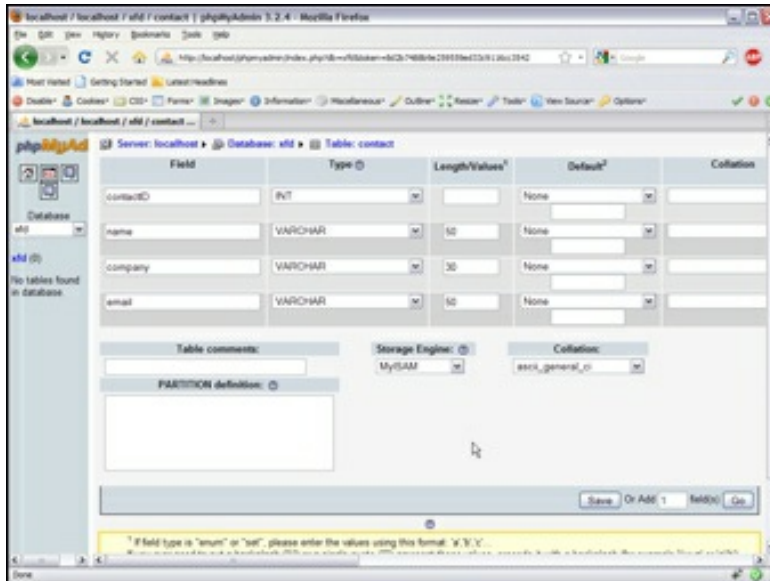 localhost / localhost / xfd / contact | phpMyAdmin 3.2.4 - Mozilla Firefox
File Edit View History Bookmarks Tools Help
Google
Most Visited Getting Started Latest Headlines
Disable Cookies CSS Forms Images Information Miscellaneous Outline Resize Tools View Source Options
localhost / localhost / xfd / contact ...
phpMyAd
Server: localhost Database: xfd Table: contact
Field Type Length/Values1 Default2 Collation
contactID INT None
Database
xfd
name VARCHAR 50 None
xfd (0)
No tables found in database
company VARCHAR 30 None
email VARCHAR 50 None
Table comments: Storage Engine: Collation:
MyISAM ascii_general_ci
PARTITION definition:
Save Or Add 1 field(s) Go
1 If field type is "enum" or "set", please enter the values using this format: 'a','b','c'...
Done